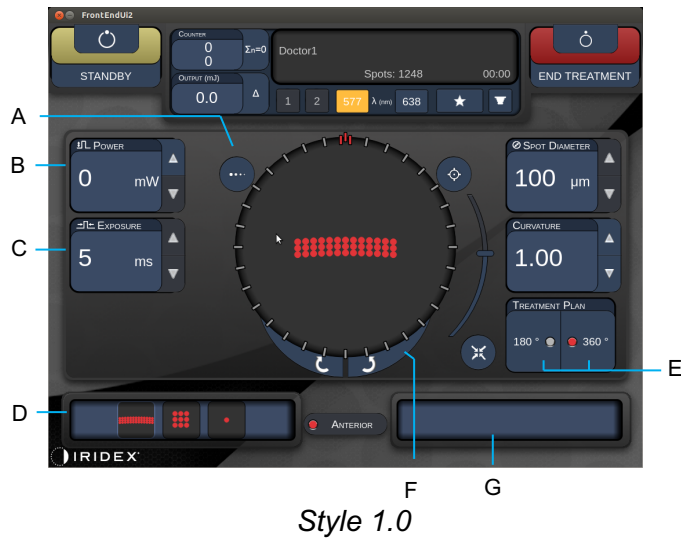 FrontEndUi2
STANDBY
COUNTER
0
0
Σn=0
OUTPUT (mJ)
0.0
Δ
Doctor1
Spots: 1248
00:00
1 2 577 λ (nm) 638
END TREATMENT
A
B
POWER
0 mW
C
EXPOSURE
5 ms
SPOT DIAMETER
100 µm
CURVATURE
1.00
TREATMENT PLAN
180 ° 360 °
E
D
ANTERIOR
IRIDEX
F
G
Style 1.0